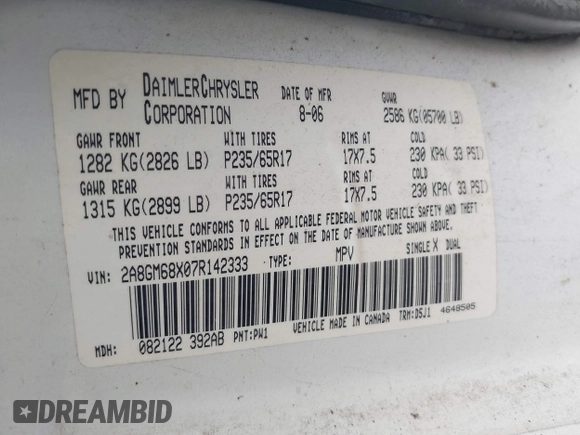 MFD BY DAIMLERCHRYSLER CORPORATION DATE OF MFR 8-06 GVWR 2586 KG(05700 LB)
GAWR FRONT WITH TIRES RIMS AT COLD
1282 KG(2826 LB) P235/65R17 17X7.5 230 KPA( 33 PSI)
GAWR REAR WITH TIRES RIMS AT COLD
1315 KG(2899 LB) P235/65R17 17X7.5 230 KPA( 33 PSI)
THIS VEHICLE CONFORMS TO ALL APPLICABLE FEDERAL MOTOR VEHICLE SAFETY AND THEFT
PREVENTION STANDARDS IN EFFECT ON THE DATE OF MANUFACTURE SHOWN ABOVE.
VIN: 2A8GM68X07R142333 TYPE: MPV SINGLE X DUAL
MDH: 082122 392AB PNT:PW1 VEHICLE MADE IN CANADA TRM:D5J1 4648505
DREAMBID